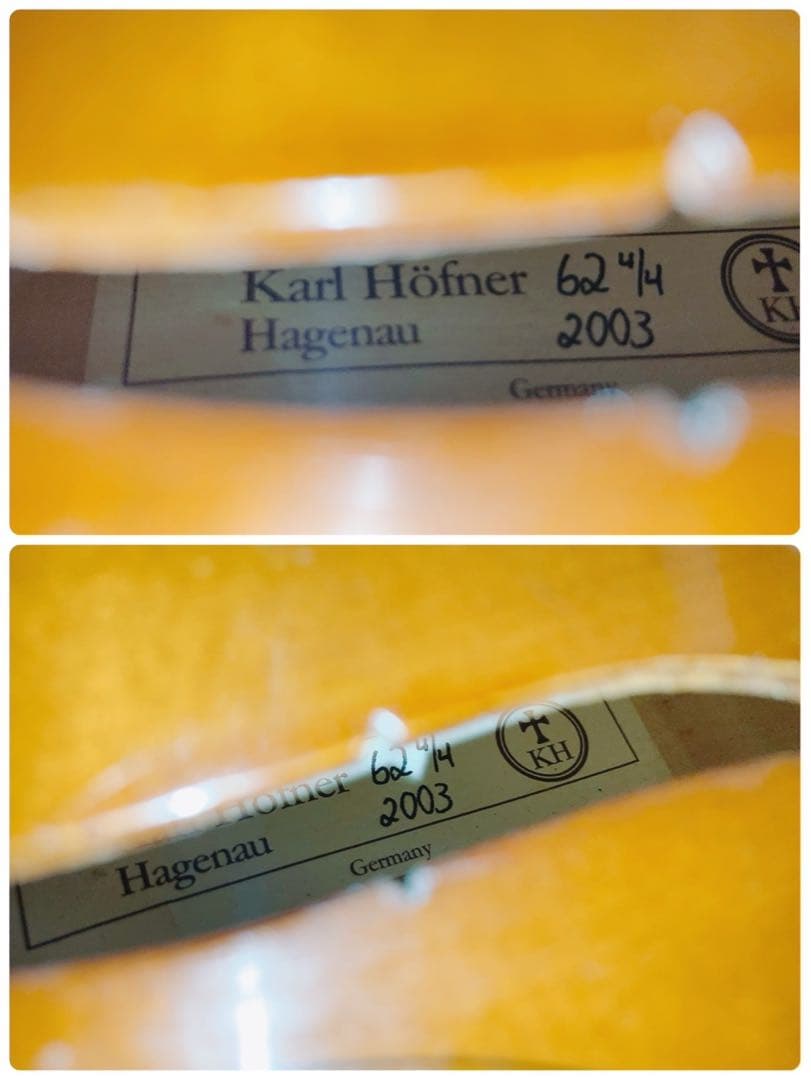 Karl Höfner 62 4/4
Hagenau 2003
KH
Germany
Höfner 62 4/4
Hagenau 2003
KH
Germany